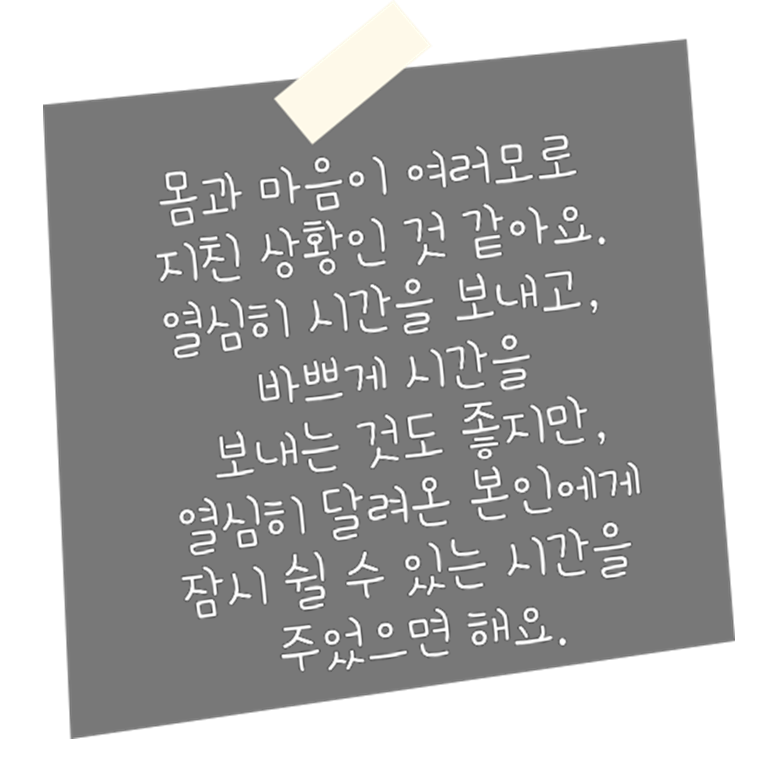 몸과 마음이 여러모로
지친 상황인 것 같아요.
열심히 시간을 보내고,
바쁘게 시간을
보내는 것도 좋지만,
열심히 달려온 본인에게
잠시 쉴 수 있는 시간을
주었으면 해요.